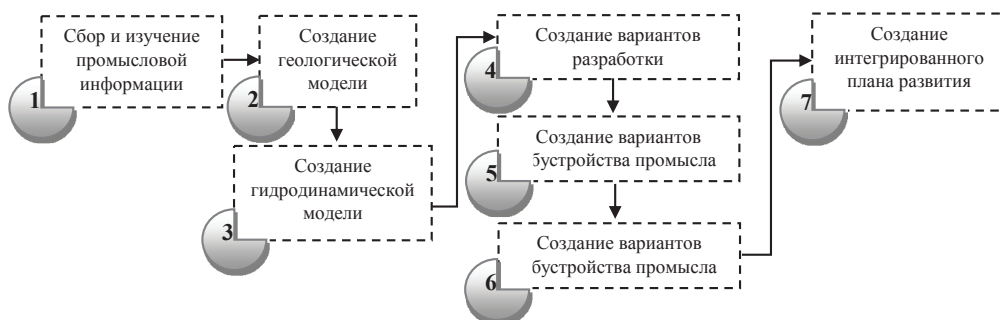 Сбор и изучение
промысловой
информации
1
Создание
геологической
модели
2
Создание
гидродинамической
модели
3
Создание вариантов
разработки
4
Создание вариантов
бустройства промысла
5
Создание вариантов
бустройства промысла
6
Создание
интегрированного
плана развития
7